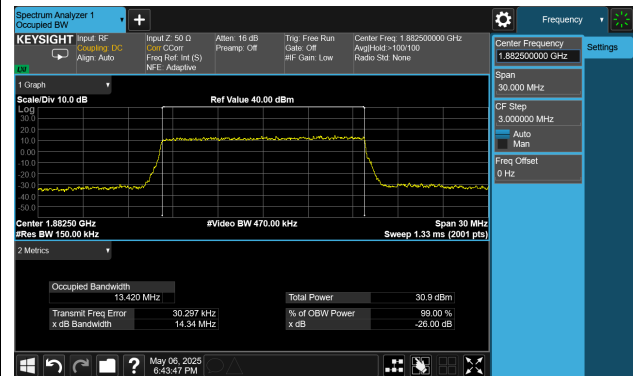 Spectrum Analyzer 1
Occupied BW
+
Frequency
KEYSIGHT Input: RF
Coupling: DC
Align: Auto
Input Z: 50 Ω
Corr CCorr
Freq Ref: Int (S)
NFE: Adaptive
Atten: 16 dB
Preamp: Off
Trig: Free Run
Gate: Off
#IF Gain: Low
Center Freq: 1.882500000 GHz
Avg|Hold:>100/100
Radio Std: None
LXI
Center Frequency
1.882500000 GHz
Settings
Span
30.000 MHz
CF Step
3.000000 MHz
Auto
Man
Freq Offset
0 Hz
1 Graph
Scale/Div 10.0 dB
Ref Value 40.00 dBm
Log
30.0
20.0
10.0
0.00
-10.0
-20.0
-30.0
-40.0
-50.0
Center 1.88250 GHz
#Video BW 470.00 kHz
Span 30 MHz
#Res BW 150.00 kHz
Sweep 1.33 ms (2001 pts)
2 Metrics
Occupied Bandwidth
13.420 MHz
Total Power 30.9 dBm
Transmit Freq Error 30.297 kHz
% of OBW Power 99.00 %
x dB Bandwidth 14.34 MHz
x dB -26.00 dB
?
May 06, 2025
6:43:47 PM